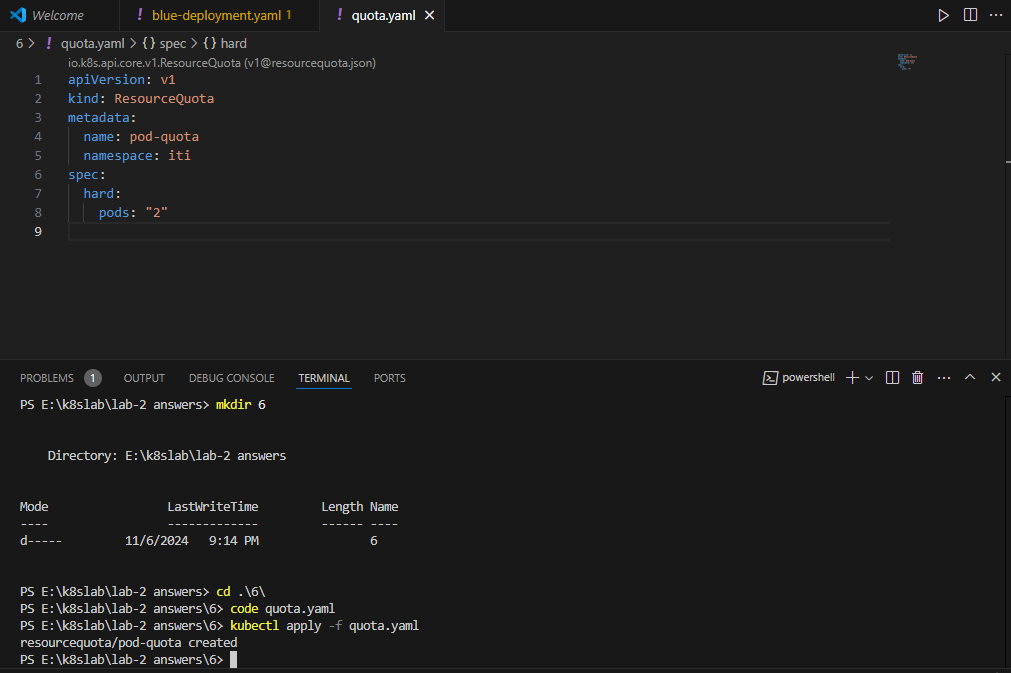 Welcome
! blue-deployment.yaml 1
! quota.yaml
6 > ! quota.yaml > {} spec > {} hard
io.k8s.api.core.v1.ResourceQuota (v1@resourcequota.json)
1 apiVersion: v1
2 kind: ResourceQuota
3 metadata:
4   name: pod-quota
5   namespace: iti
6 spec:
7   hard:
8     pods: "2"
9
PROBLEMS 1 OUTPUT DEBUG CONSOLE TERMINAL PORTS powershell
PS E:\k8slab\lab-2 answers> mkdir 6
Directory: E:\k8slab\lab-2 answers
Mode LastWriteTime Length Name
---- ------------- ------ ----
d----- 11/6/2024 9:14 PM 6
PS E:\k8slab\lab-2 answers> cd .\6\
PS E:\k8slab\lab-2 answers\6> code quota.yaml
PS E:\k8slab\lab-2 answers\6> kubectl apply -f quota.yaml
resourcequota/pod-quota created
PS E:\k8slab\lab-2 answers\6>